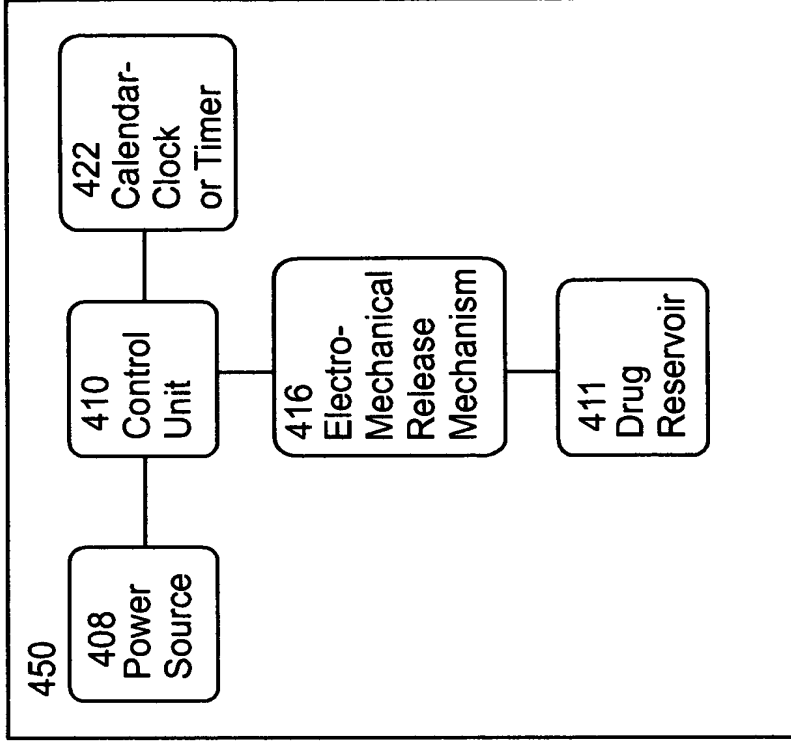 450
408
Power
Source
410
Control
Unit
422
Calendar-
Clock
or Timer
416
Electro-
Mechanical
Release
Mechanism
411
Drug
Reservoir